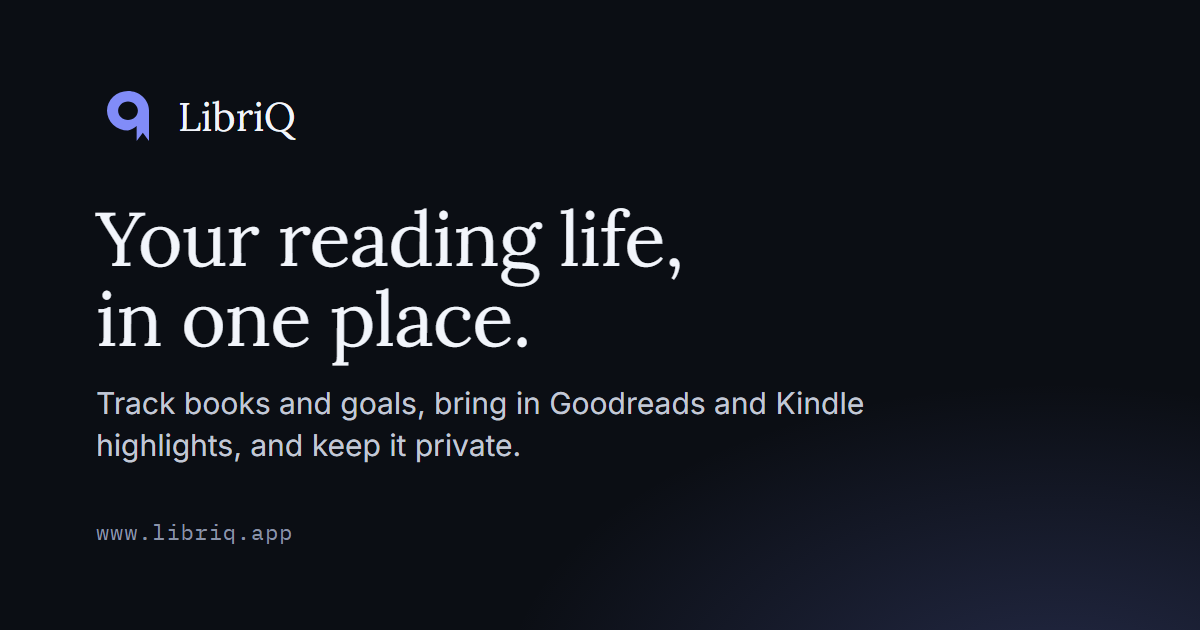 LibriQ
Your reading life,
in one place.
Track books and goals, bring in Goodreads and Kindle
highlights, and keep it private.
www.libriq.app